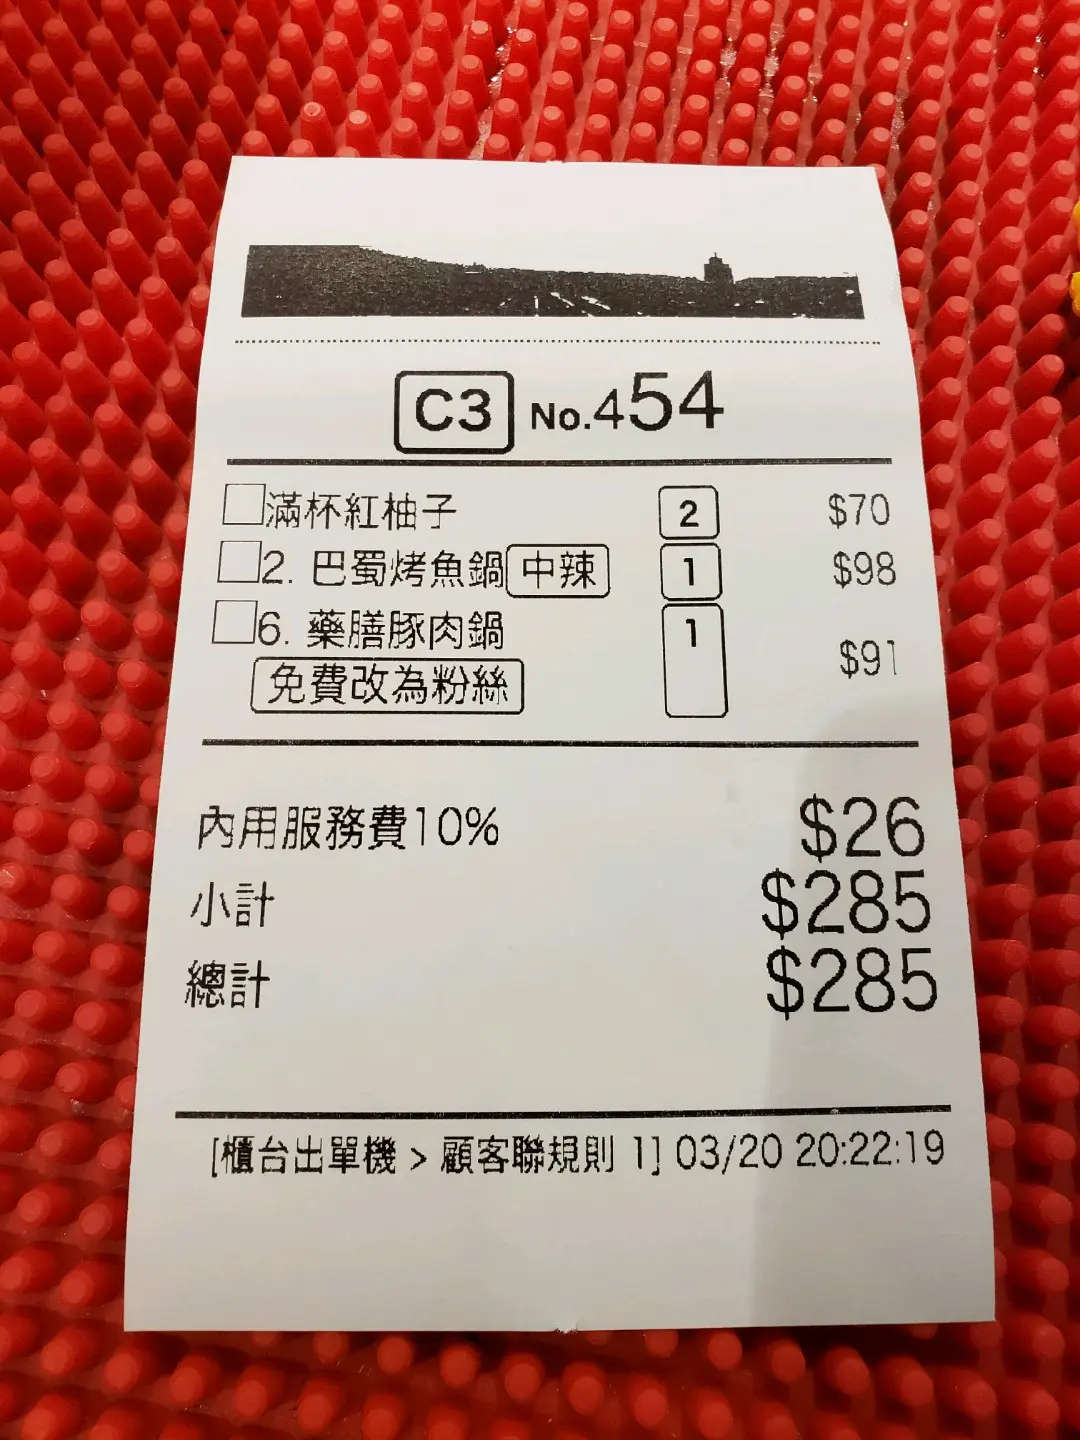 C3 No.454
滿杯紅柚子 2 $70
2. 巴蜀烤魚鍋 中辣 1 $98
6. 藥膳豚肉鍋 1 $91
免費改為粉絲
內用服務費10% $26
小計 $285
總計 $285
[櫃台出單機 > 顧客聯規則 1] 03/20 20:22:19